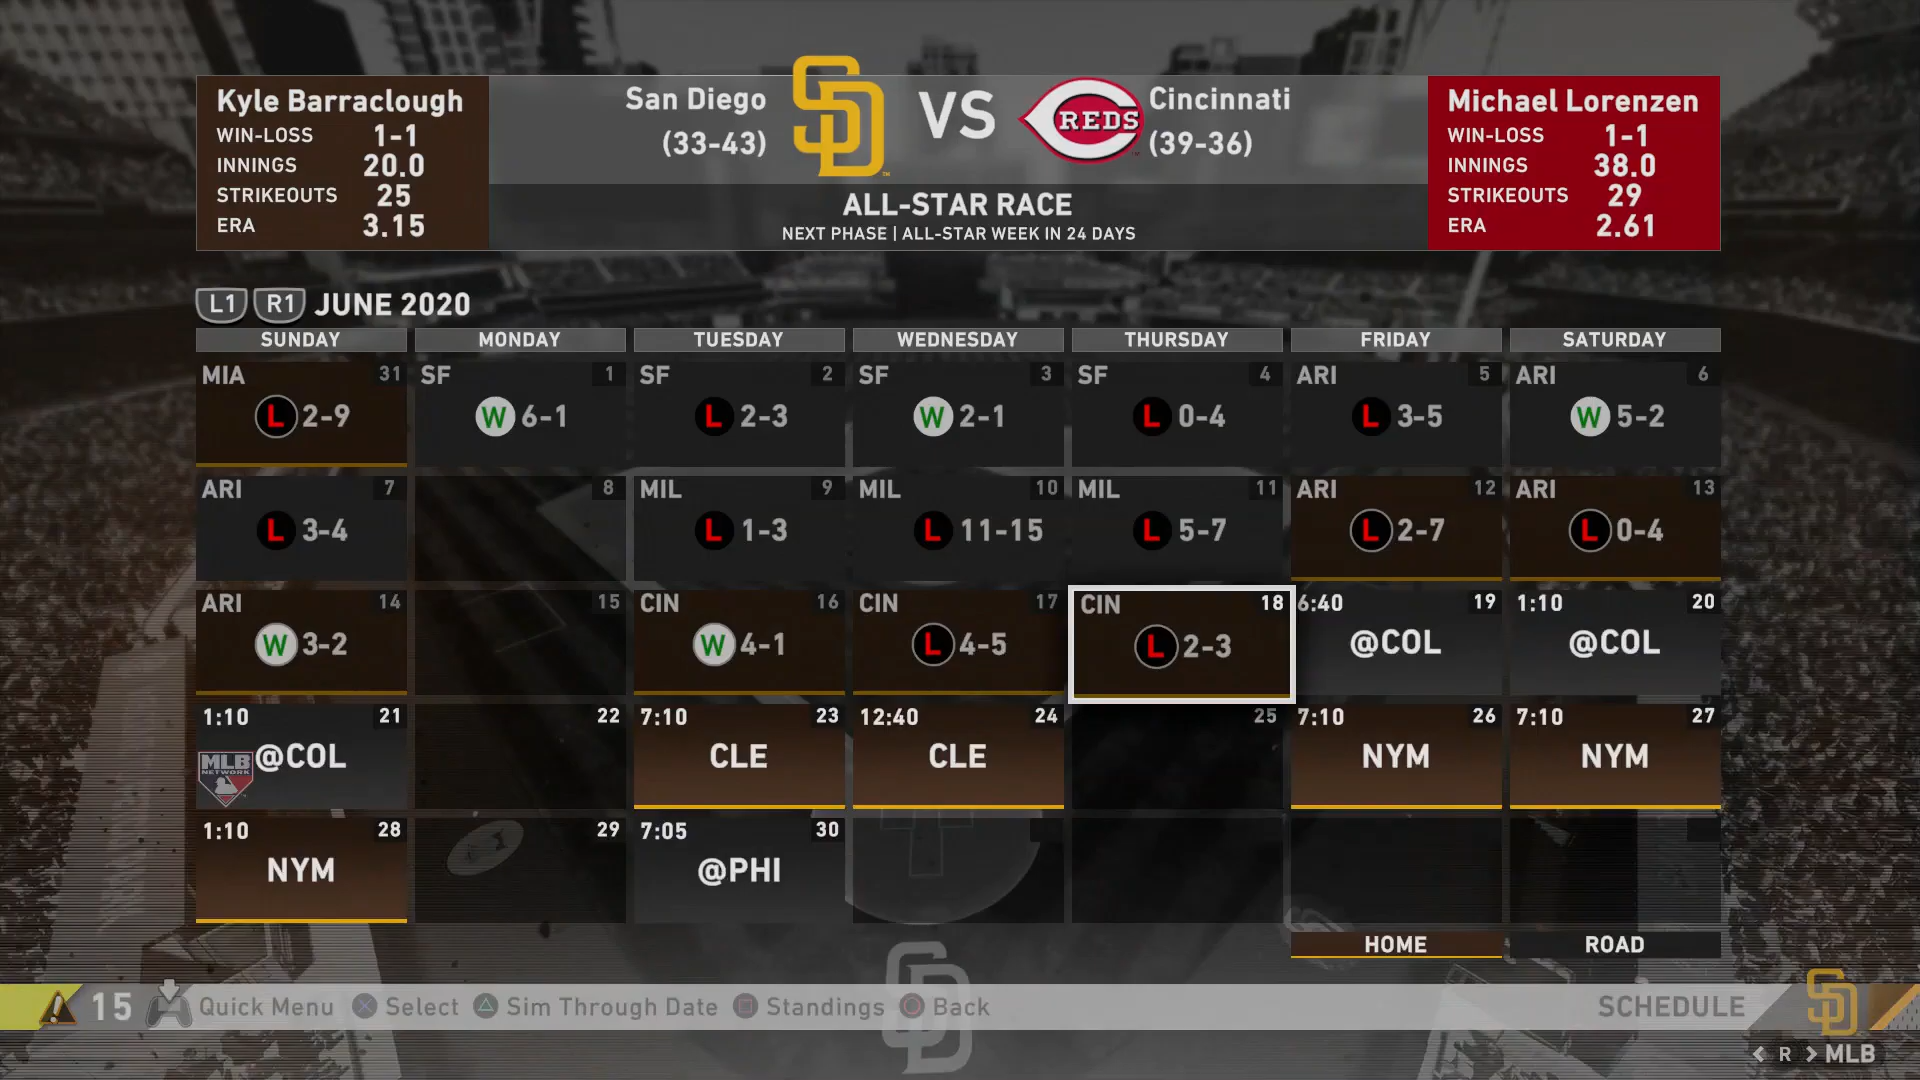 Kyle Barraclough
WIN-LOSS 1-1
INNINGS 20.0
STRIKEOUTS 25
ERA 3.15
San Diego
(33-43)
SD
VS
REDS
Cincinnati
(39-36)
ALL-STAR RACE
NEXT PHASE | ALL-STAR WEEK IN 24 DAYS
Michael Lorenzen
WIN-LOSS 1-1
INNINGS 38.0
STRIKEOUTS 29
ERA 2.61
L1 R1 JUNE 2020
SUNDAY MONDAY TUESDAY WEDNESDAY THURSDAY FRIDAY SATURDAY
MIA 31 SF 1 SF 2 SF 3 SF 4 ARI 5 ARI 6
L 2-9 W 6-1 L 2-3 W 2-1 L 0-4 L 3-5 W 5-2
ARI 7 8 MIL 9 MIL 10 MIL 11 ARI 12 ARI 13
L 3-4 L 1-3 L 11-15 L 5-7 L 2-7 L 0-4
ARI 14 15 CIN 16 CIN 17 CIN 18 6:40 19 1:10 20
W 3-2 W 4-1 L 4-5 L 2-3 @COL @COL
1:10 21 22 7:10 23 12:40 24 25 7:10 26 7:10 27
MLB NETWORK @COL CLE CLE NYM NYM
1:10 28 29 7:05 30
NYM @PHI
HOME ROAD
15 Quick Menu Select Sim Through Date Standings Back
SD
SCHEDULE
SD
R MLB